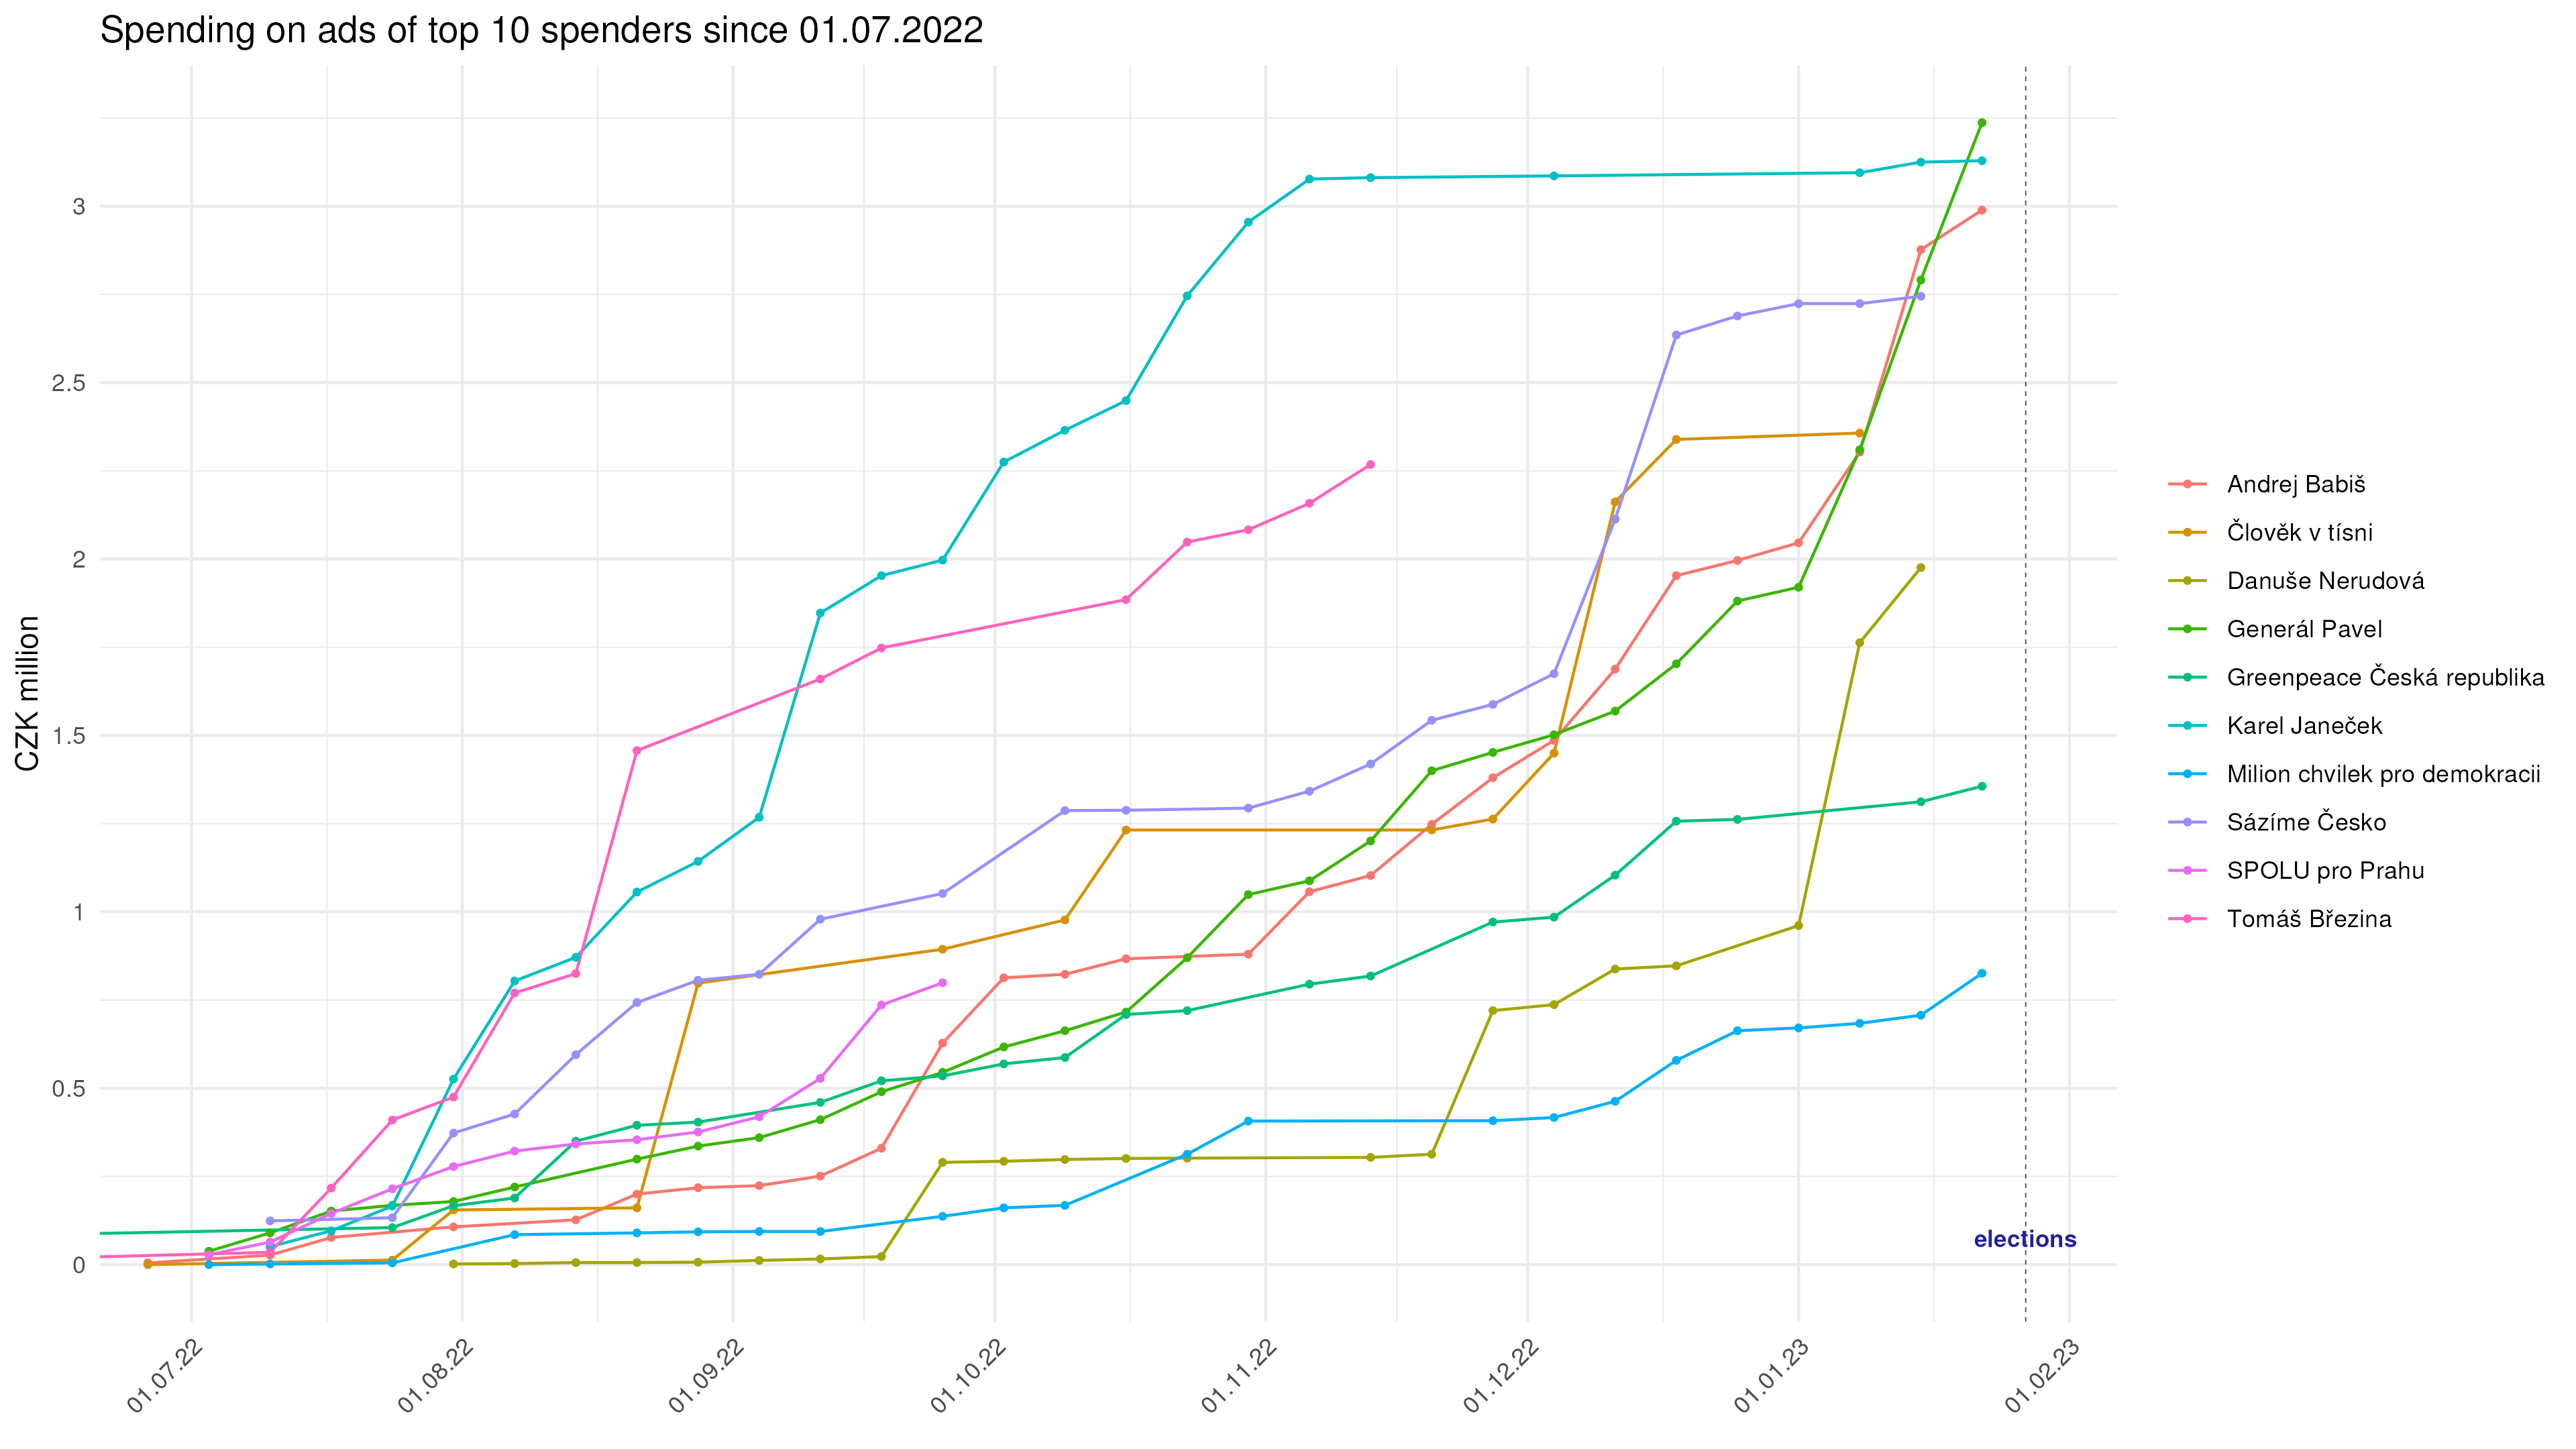 Spending on ads of top 10 spenders since 01.07.2022
CZK million
3
2.5
2
1.5
1
0.5
0
elections
01.07.22
01.08.22
01.09.22
01.10.22
01.11.22
01.12.22
01.01.23
01.02.23
Andrej Babiš
Člověk v tísni
Danuše Nerudová
Generál Pavel
Greenpeace Česká republika
Karel Janeček
Milion chvilek pro demokracii
Sázíme Česko
SPOLU pro Prahu
Tomáš Březina